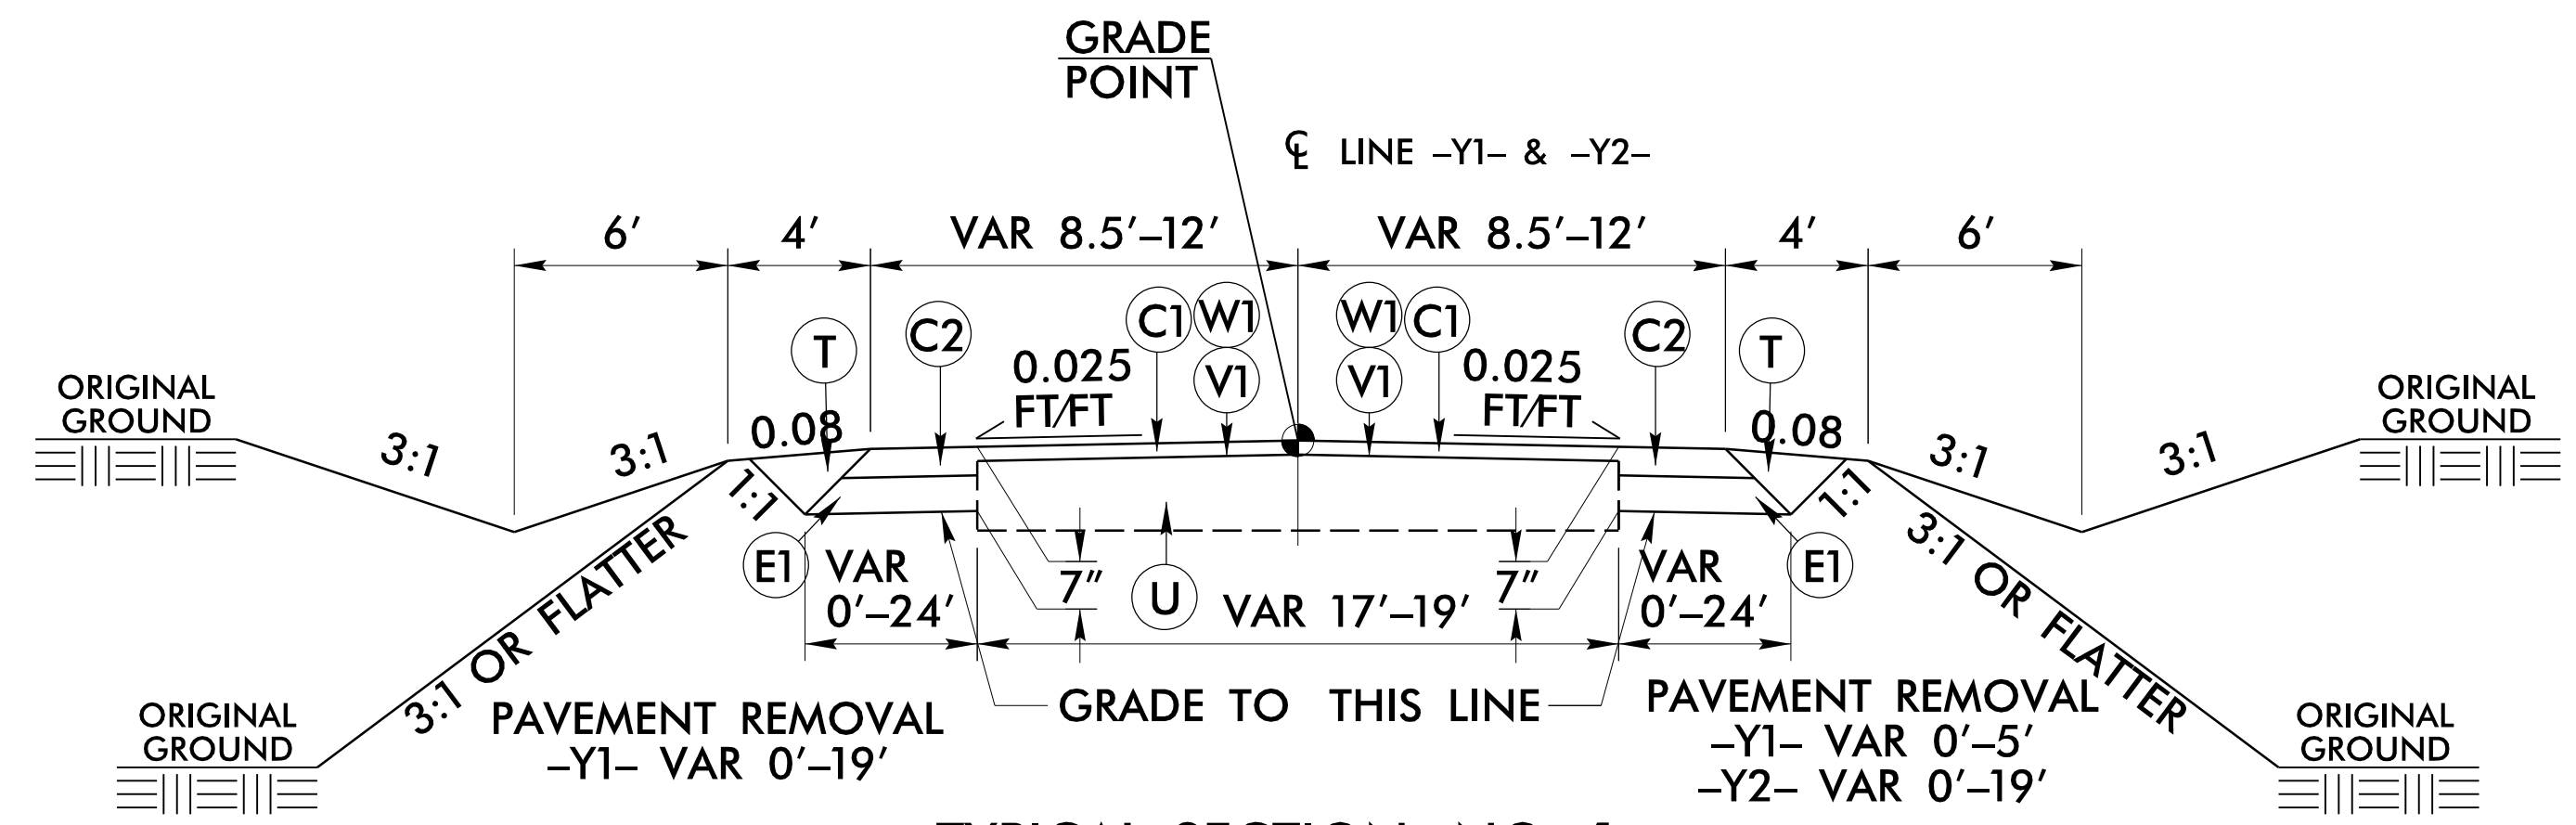 GRADE
POINT
℄ LINE –Y1– & –Y2–
6' 4' VAR 8.5'–12' VAR 8.5'–12' 4' 6'
T C2 C1 W1 V1 W1 V1 C1 C2 T
0.025
FT/FT
0.025
FT/FT
ORIGINAL
GROUND
ORIGINAL
GROUND
3:1 3:1 0.08 0.08 3:1 3:1
1:1 1:1
3:1 OR FLATTER
3:1 OR FLATTER
E1 VAR
0'–24'
7" U VAR 17'–19' 7"
VAR
0'–24'
E1
GRADE TO THIS LINE
ORIGINAL
GROUND
PAVEMENT REMOVAL
–Y1– VAR 0'–19'
PAVEMENT REMOVAL
–Y1– VAR 0'–5'
–Y2– VAR 0'–19'
ORIGINAL
GROUND
TYPICAL SECTION NO.